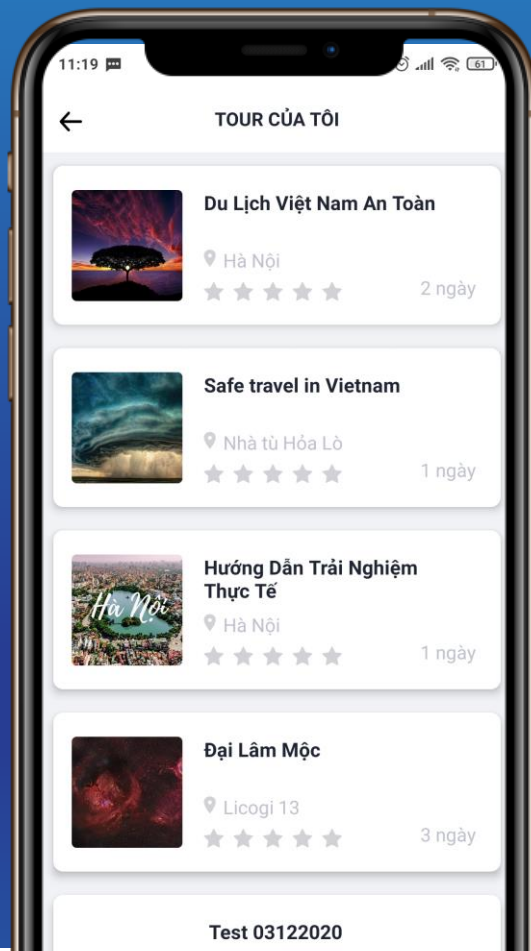 11:19
61
TOUR CỦA TÔI
Du Lịch Việt Nam An Toàn
Hà Nội
2 ngày
Safe travel in Vietnam
Nhà tù Hỏa Lò
1 ngày
Hà Nội
Hướng Dẫn Trải Nghiệm
Thực Tế
Hà Nội
1 ngày
Đại Lâm Mộc
Licogi 13
3 ngày
Test 03122020